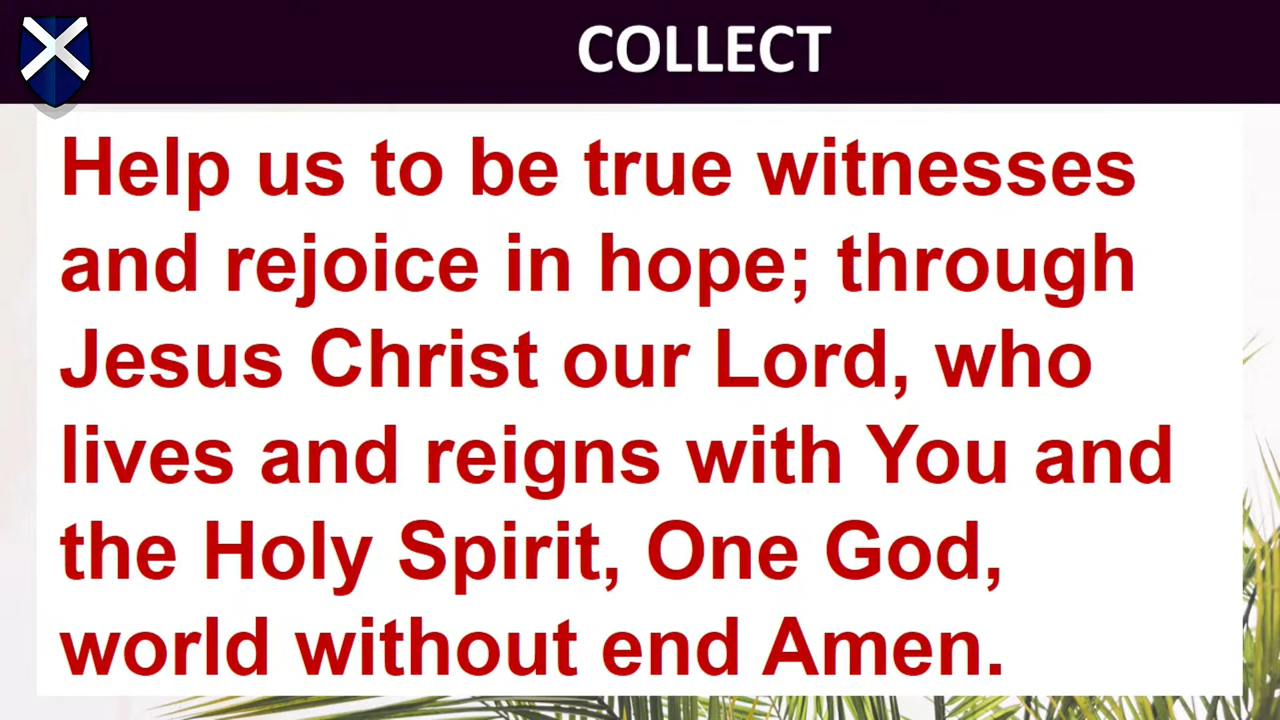 COLLECT
Help us to be true witnesses
and rejoice in hope; through
Jesus Christ our Lord, who
lives and reigns with You and
the Holy Spirit, One God,
world without end Amen.